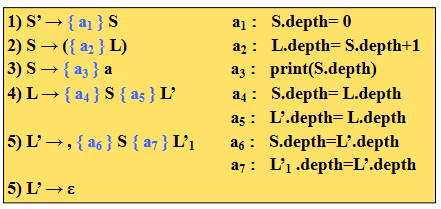 1) S’ → { a1 } S a1 : S.depth= 0
2) S → ({ a2 } L) a2 : L.depth= S.depth+1
3) S → { a3 } a a3 : print(S.depth)
4) L → { a4 } S { a5 } L’ a4 : S.depth= L.depth
a5 : L’.depth= L.depth
5) L’ → , { a6 } S { a7 } L’1 a6 : S.depth=L’.depth
a7 : L’1 .depth=L’.depth
5) L’ → ε